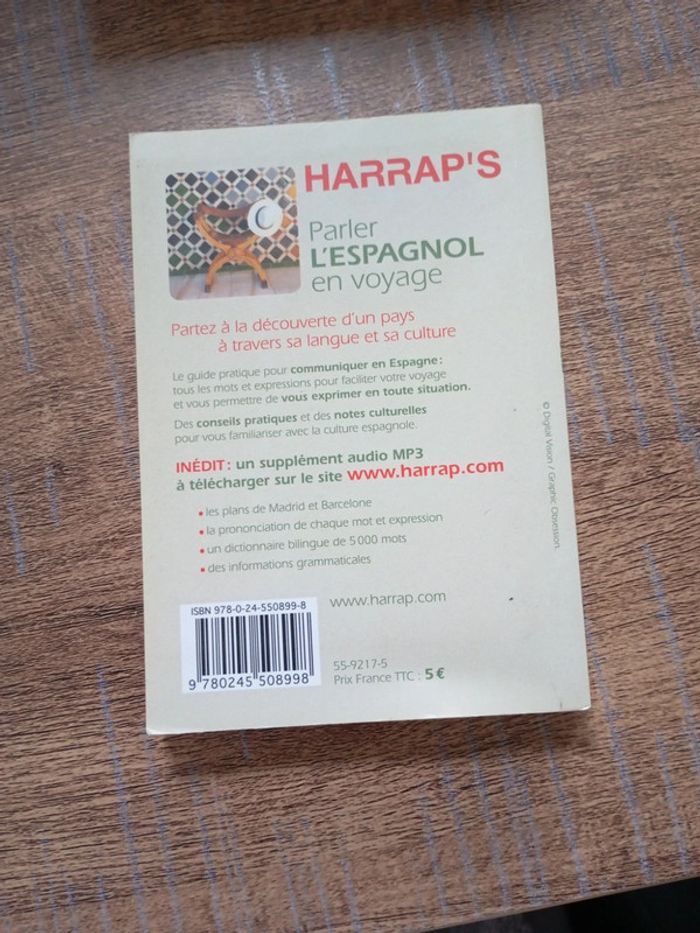 HARRAP'S
Parler
L'ESPAGNOL
en voyage
Partez à la découverte d'un pays
à travers sa langue et sa culture
Le guide pratique pour communiquer en Espagne :
tous les mots et expressions pour faciliter votre voyage
et vous permettre de vous exprimer en toute situation.
Des conseils pratiques et des notes culturelles
pour vous familiariser avec la culture espagnole.
INÉDIT : un supplément audio MP3
à télécharger sur le site www.harrap.com
• les plans de Madrid et Barcelone
• la prononciation de chaque mot et expression
• un dictionnaire bilingue de 5 000 mots
• des informations grammaticales
© Digital Vision / Graphic Obsession.
ISBN 978-0-24-550899-8
9 780245 508998
www.harrap.com
55-9217-5
Prix France TTC : 5 €